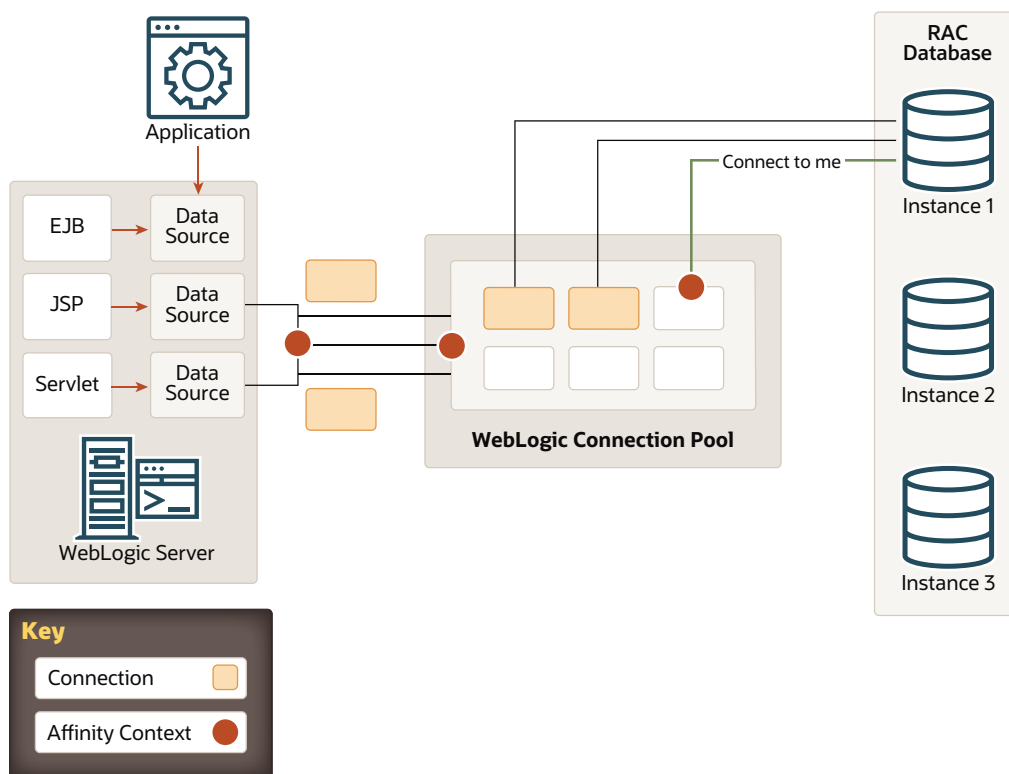 Application
EJB
Data
Source
JSP
Data
Source
Servlet
Data
Source
WebLogic Server
WebLogic Connection Pool
Connect to me
RAC
Database
Instance 1
Instance 2
Instance 3
Key
Connection
Affinity Context